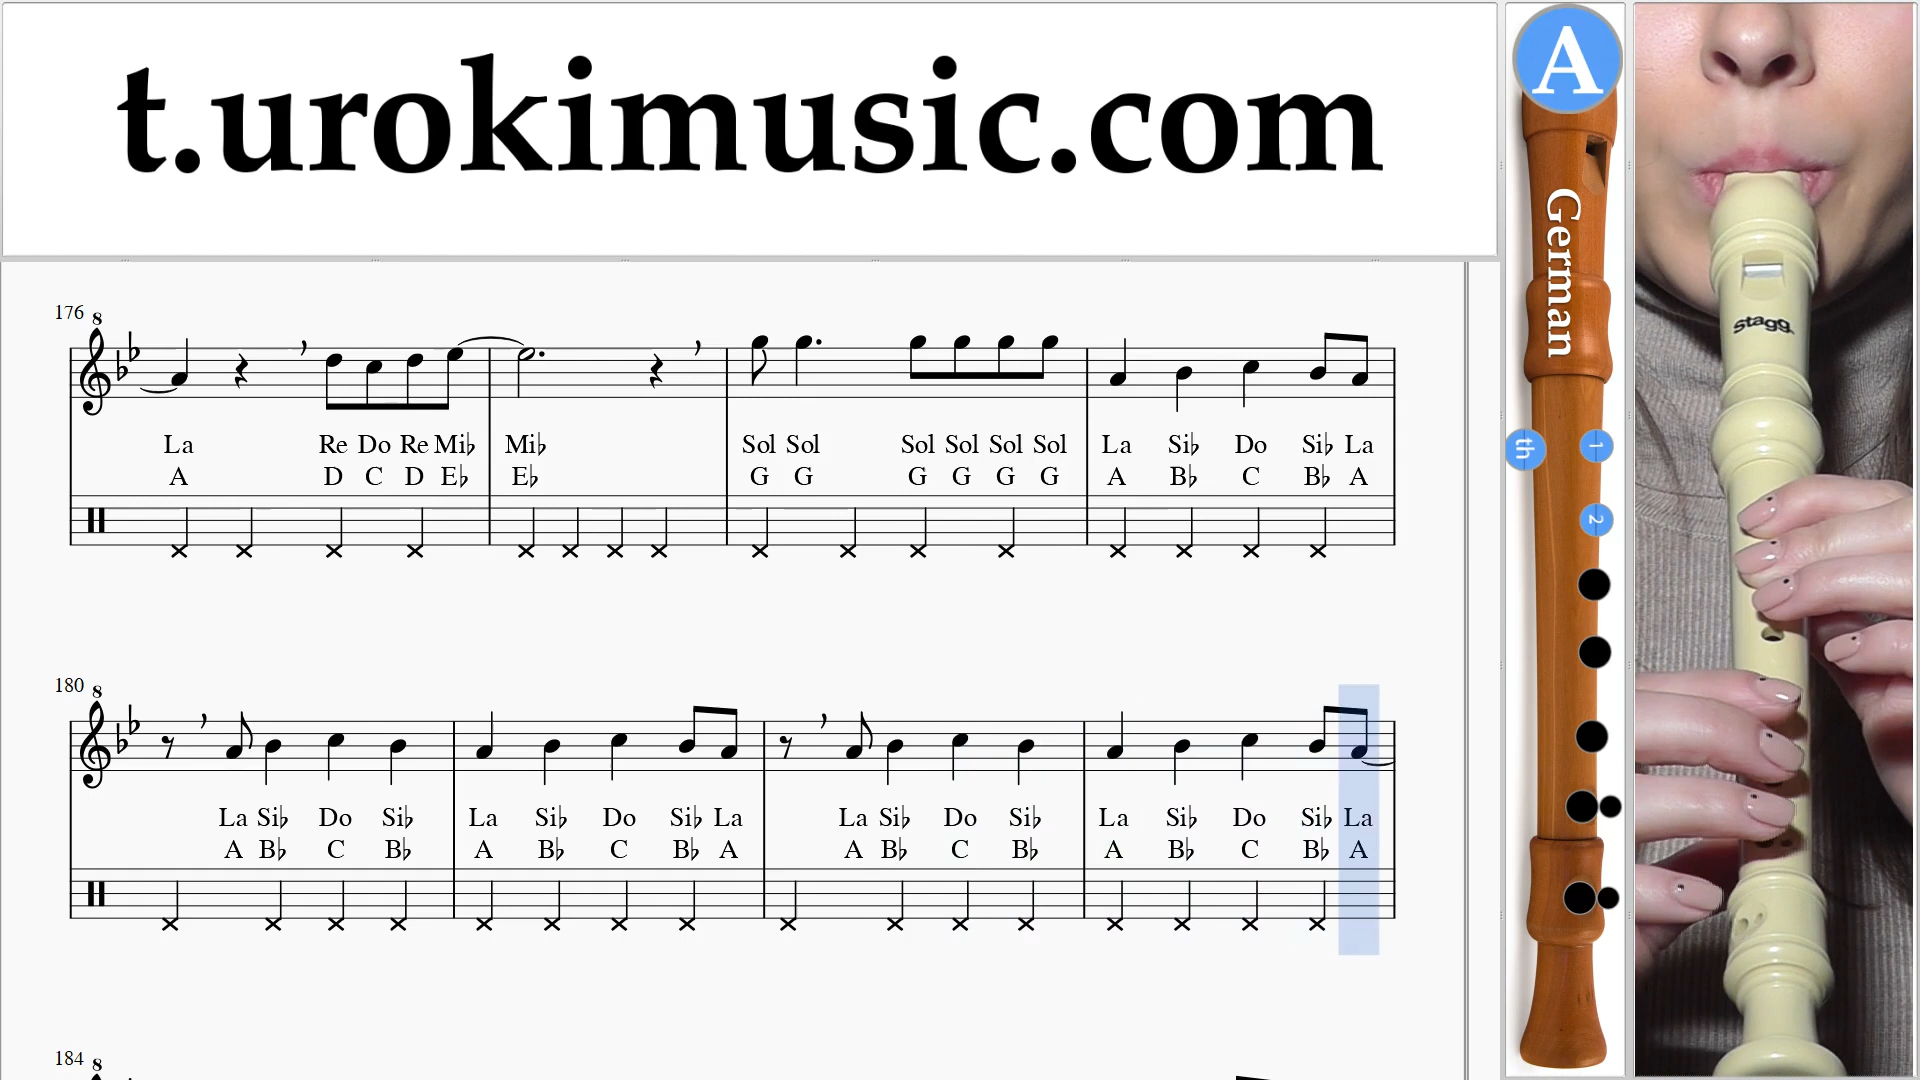 t.urokimusic.com
A
German
Stagg
th
1
2
176
8
La Re Do Re Mi♭ Mi♭ Sol Sol Sol Sol Sol Sol La Si♭ Do Si♭ La
A D C D E♭ E♭ G G G G G G A B♭ C B♭ A
180
8
La Si♭ Do Si♭ La Si♭ Do Si♭ La La Si♭ Do Si♭ La Si♭ Do Si♭ La
A B♭ C B♭ A B♭ C B♭ A A B♭ C B♭ A B♭ C B♭ A
184
8